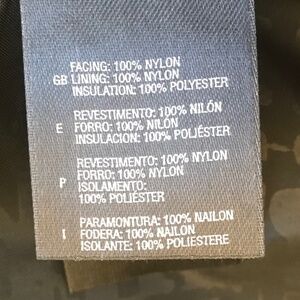 FACING: 100% NYLON
GB LINING: 100% NYLON
INSULATION: 100% POLYESTER
REVESTIMENTO: 100% NILÓN
E FORRO: 100% NILÓN
INSULACION: 100% POLIÉSTER
REVESTIMENTO: 100% NYLON
FORRO: 100% NYLON
P ISOLAMENTO:
100% POLIÉSTER
PARAMONTURA: 100% NAILON
I FODERA: 100% NAILON
ISOLANTE: 100% POLIESTERE